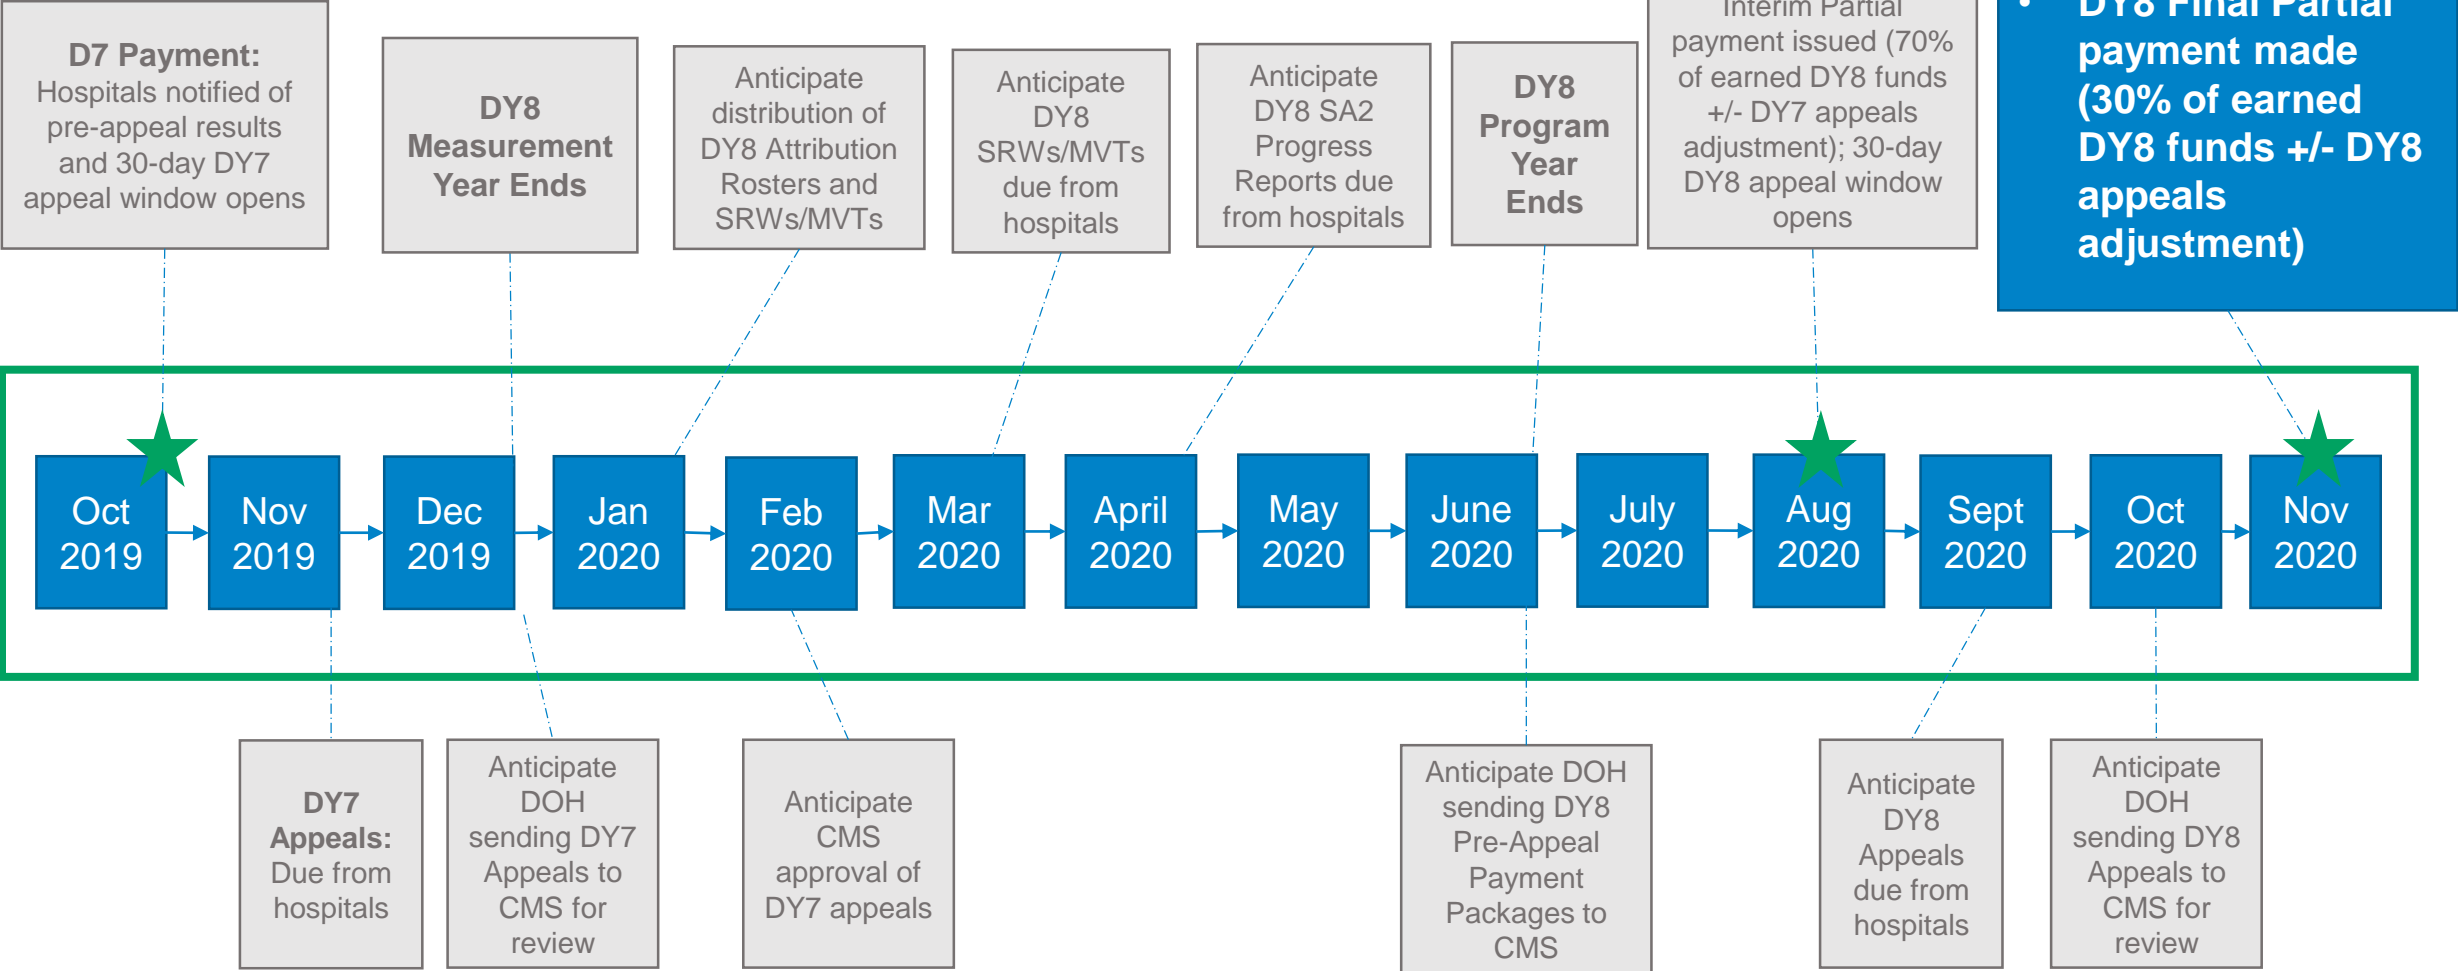 D7 Payment:
Hospitals notified of
pre-appeal results
and 30-day DY7
appeal window opens
DY8
Measurement
Year Ends
Anticipate
distribution of
DY8 Attribution
Rosters and
SRWs/MVTs
Anticipate
DY8
SRWs/MVTs
due from
hospitals
Anticipate
DY8 SA2
Progress
Reports due
from hospitals
DY8
Program
Year
Ends
Interim Partial
payment issued (70%
of earned DY8 funds
+/- DY7 appeals
adjustment); 30-day
DY8 appeal window
opens
• DY8 Final Partial
payment made
(30% of earned
DY8 funds +/- DY8
appeals
adjustment)
Oct
2019
Nov
2019
Dec
2019
Jan
2020
Feb
2020
Mar
2020
April
2020
May
2020
June
2020
July
2020
Aug
2020
Sept
2020
Oct
2020
Nov
2020
DY7
Appeals:
Due from
hospitals
Anticipate
DOH
sending DY7
Appeals to
CMS for
review
Anticipate
CMS
approval of
DY7 appeals
Anticipate DOH
sending DY8
Pre-Appeal
Payment
Packages to
CMS
Anticipate
DY8
Appeals
due from
hospitals
Anticipate
DOH
sending DY8
Appeals to
CMS for
review